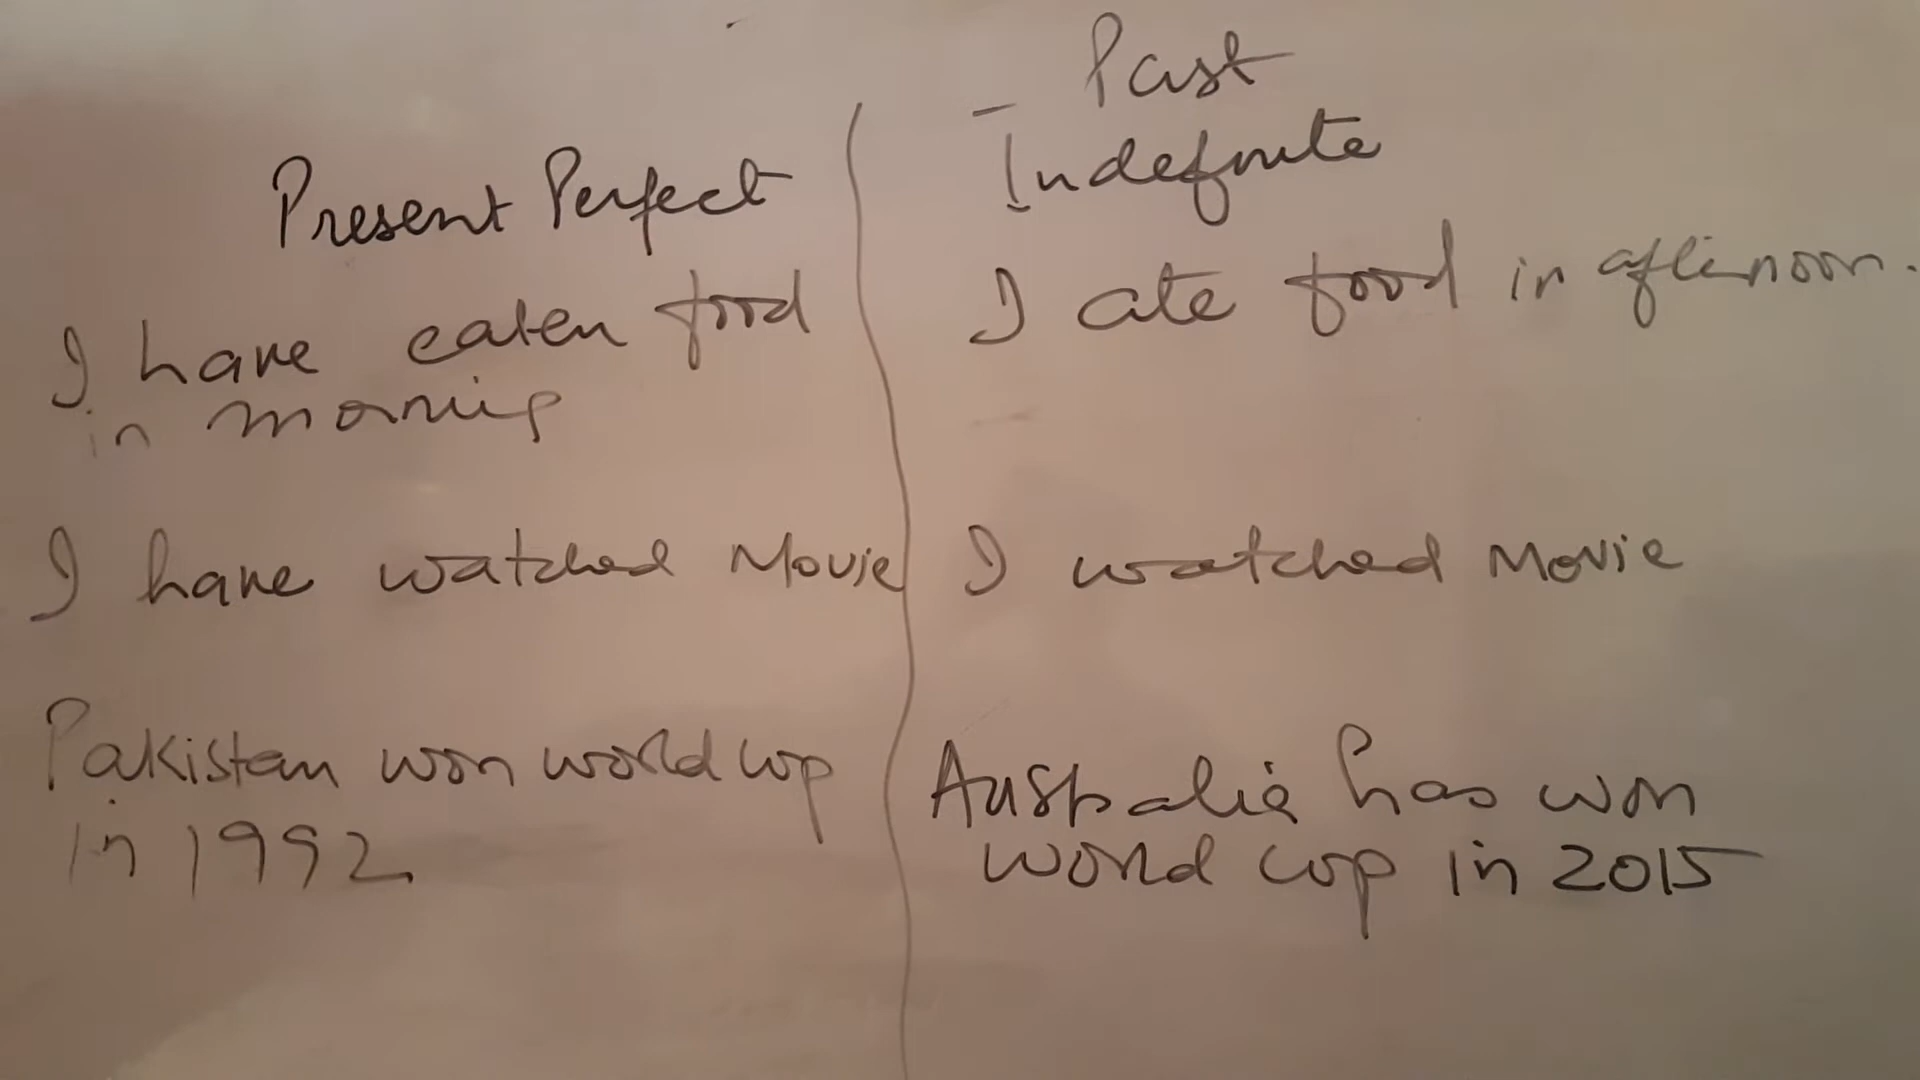 Present Perfect
I have eaten food
in morning
I have watched Movie
Pakistan won world cup
in 1992
Past
Indefinite
I ate food in afternoon.
I watched Movie
Australia has won
world cup in 2015